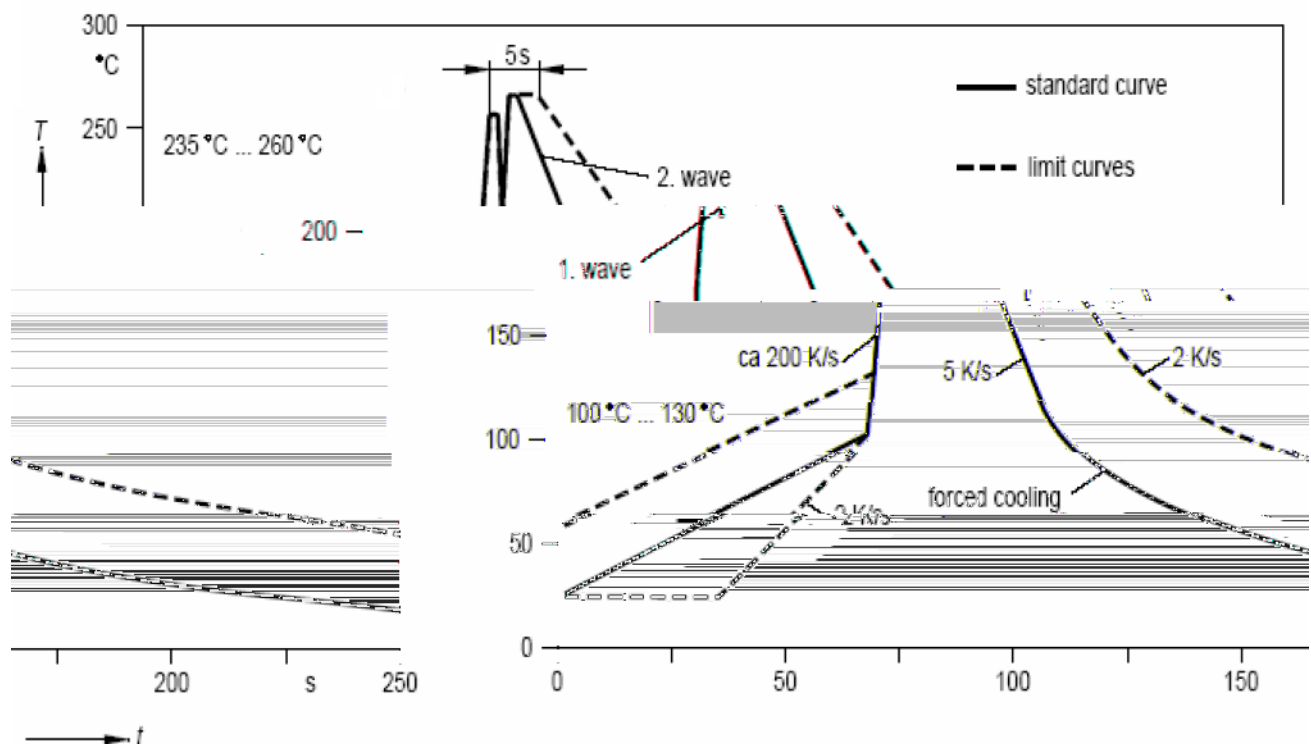 300
°C
5s
standard curve
T
250
235 °C ... 260 °C
limit curves
2. wave
200
1. wave
150
ca 200 K/s
5 K/s
2 K/s
100 °C ... 130 °C
100
forced cooling
2 K/s
50
0
200
s
250
0
50
100
150
t